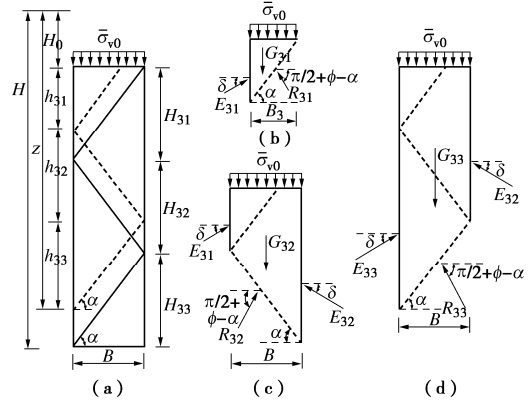 σ̄v0
H
H0
z
h31
h32
h33
H31
H32
H33
α
α
B
(a)
σ̄v0
G31
δ
E31
π/2+ϕ-α
α
R31
B3
(b)
σ̄v0
δ
E31
G32
π/2+
ϕ-α
R32
δ
E32
α
B
(c)
σ̄v0
G33
δ
E32
δ
E33
π/2+ϕ-α
α
R33
B
(d)